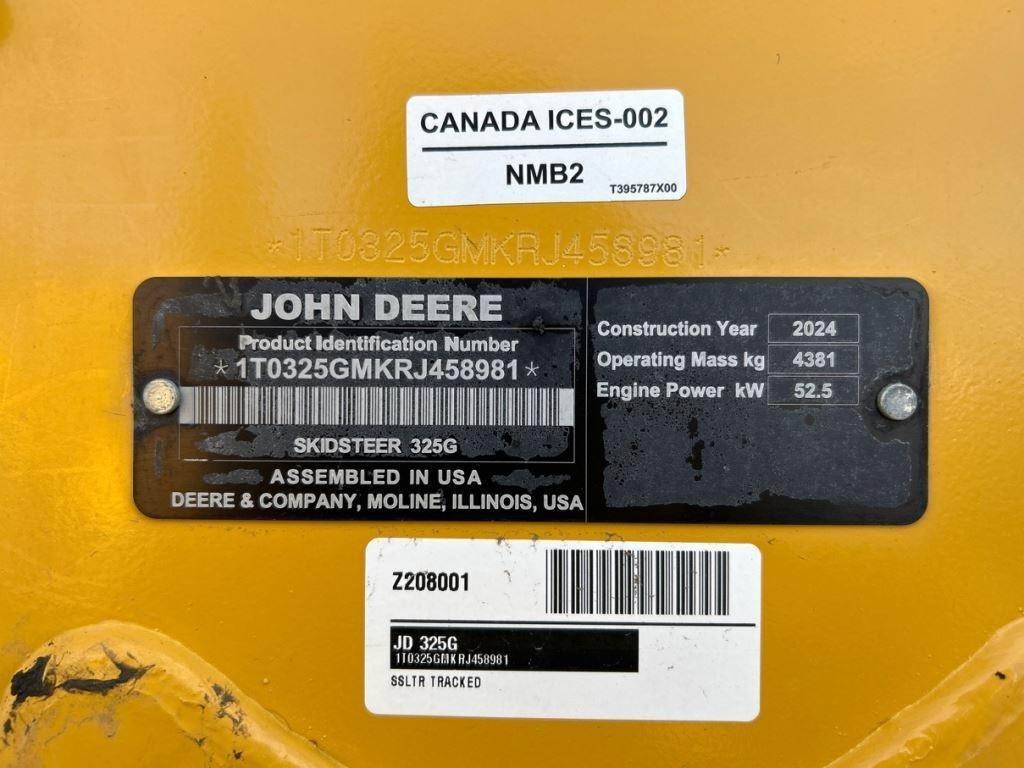 CANADA ICES-002
NMB2
T395787X00
*1T0325GMKRJ458981*
JOHN DEERE
Product Identification Number
*1T0325GMKRJ458981*
SKIDSTEER 325G
ASSEMBLED IN USA
DEERE & COMPANY, MOLINE, ILLINOIS, USA
Construction Year 2024
Operating Mass kg 4381
Engine Power kW 52.5
Z208001
JD 325G
1T0325GMKRJ458981
SSLTR TRACKED